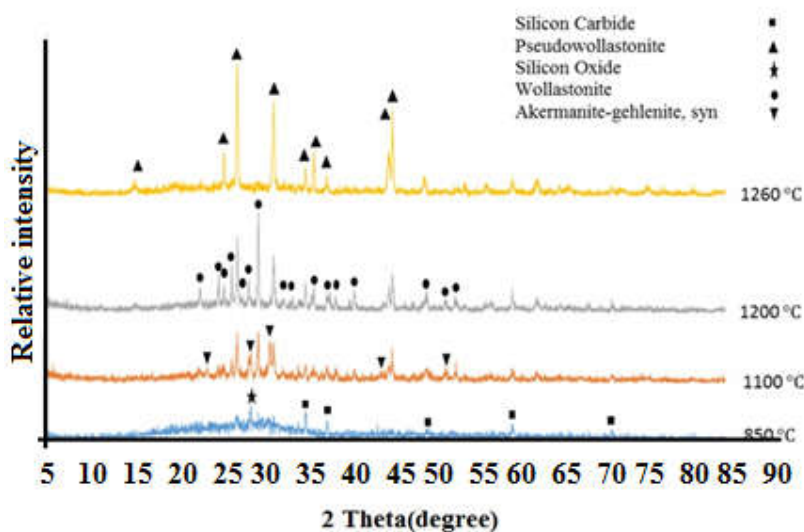 Silicon Carbide
Pseudowollastonite
Silicon Oxide
Wollastonite
Akermanite-gehlenite, syn
Relative intensity
1260 °C
1200 °C
1100 °C
850 °C
5 10 15 20 25 30 35 40 45 50 55 60 65 70 75 80 85 90
2 Theta(degree)